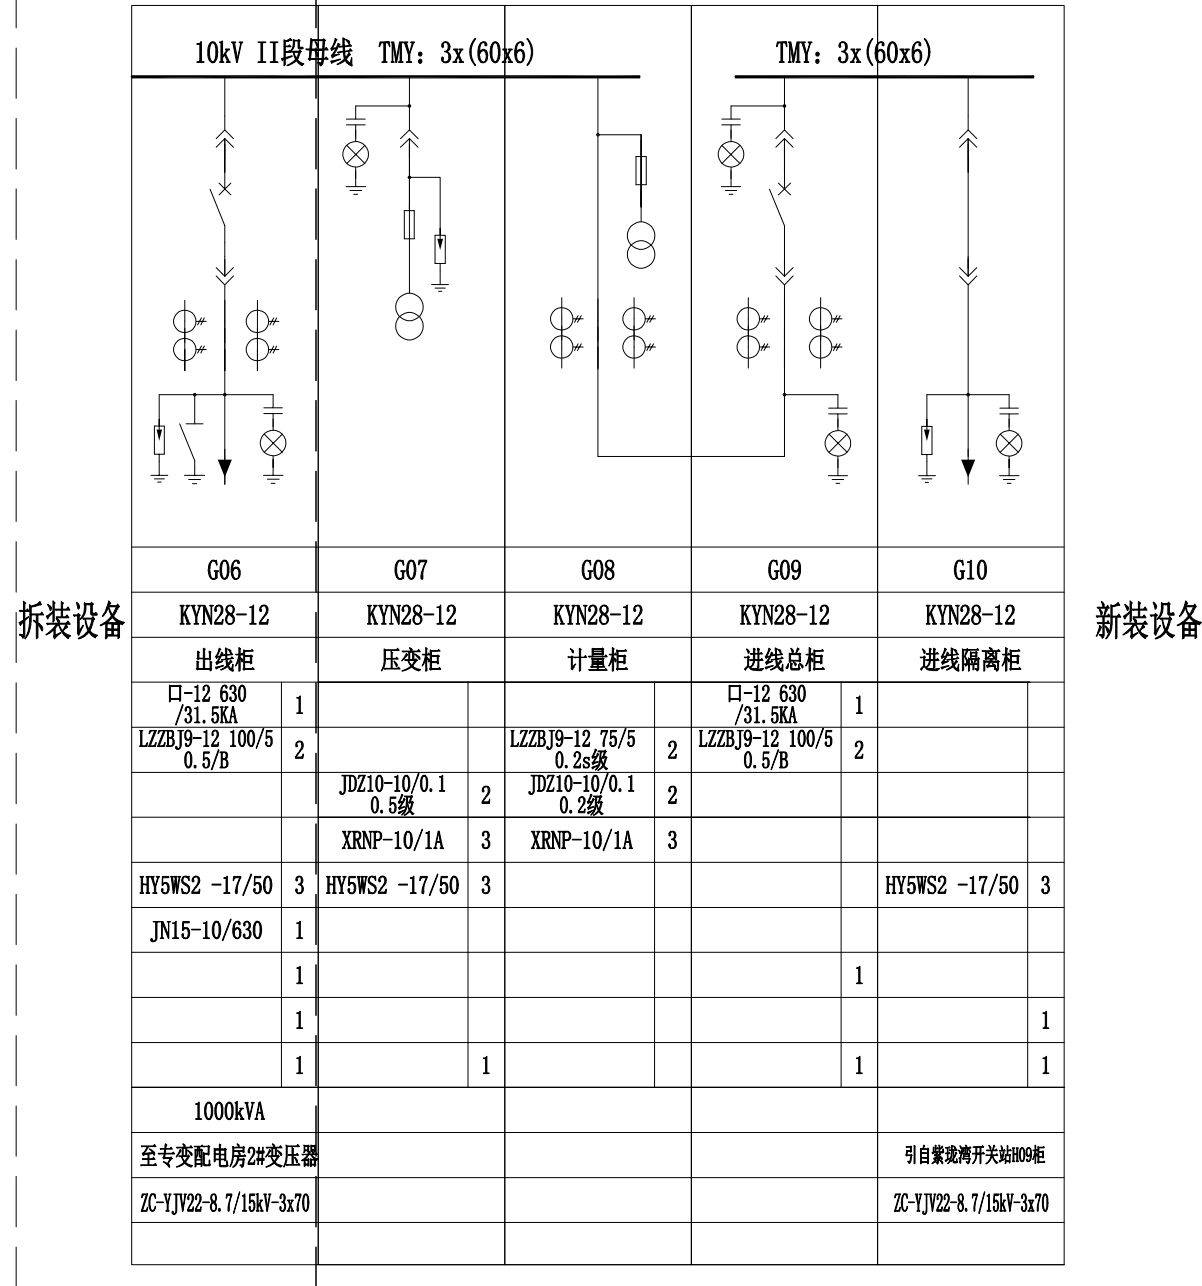 10kV II段母线 TMY: 3x(60x6)
TMY: 3x(60x6)
G06 G07 G08 G09 G10
拆装设备
KYN28-12 KYN28-12 KYN28-12 KYN28-12 KYN28-12
新装设备
出线柜 压变柜 计量柜 进线总柜 进线隔离柜
口-12 630
/31.5KA
1
口-12 630
/31.5KA
1
LZZBJ9-12 100/5
0.5/B
2
LZZBJ9-12 75/5
0.2s级
2
LZZBJ9-12 100/5
0.5/B
2
JDZ10-10/0.1
0.5级
2
JDZ10-10/0.1
0.2级
2
XRNP-10/1A 3 XRNP-10/1A 3
HY5WS2 -17/50 3 HY5WS2 -17/50 3 HY5WS2 -17/50 3
JN15-10/630 1
1 1
1 1
1 1 1 1
1000kVA
至专变配电房2#变压器 引自紫珑湾开关站H09柜
ZC-YJV22-8.7/15kV-3x70 ZC-YJV22-8.7/15kV-3x70